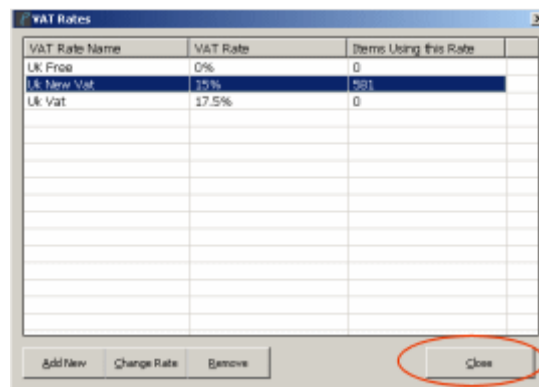 VAT Rates
VAT Rate Name VAT Rate Items Using this Rate
UK Free 0% 0
Uk New Vat 15% 581
Uk Vat 17.5% 0
Add New Change Rate Remove Close